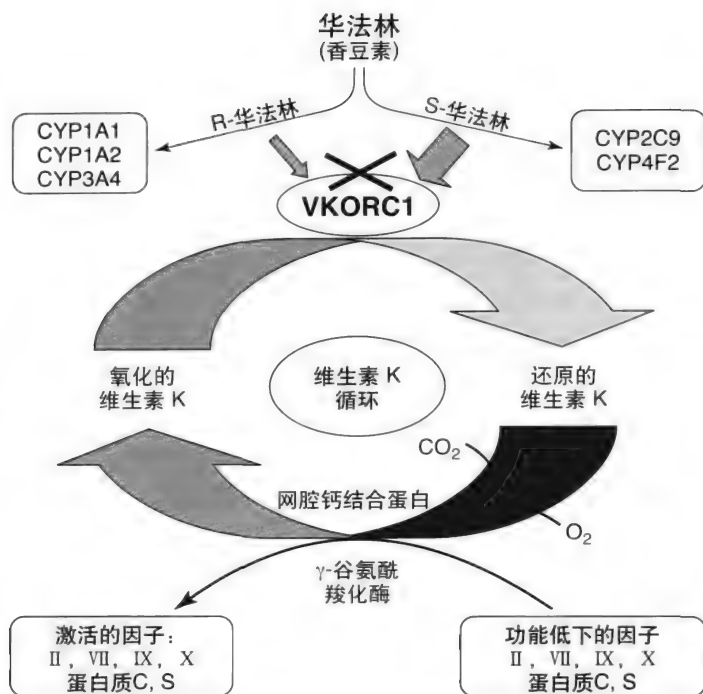 华法林
(香豆素)
R-华法林
S-华法林
CYP1A1
CYP1A2
CYP3A4
CYP2C9
CYP4F2
VKORC1
氧化的
维生素 K
维生素 K
循环
还原的
维生素 K
CO₂
网腔钙结合蛋白
O₂
γ-谷氨酰
羧化酶
激活的因子：
Ⅱ，Ⅶ，Ⅸ，Ⅹ
蛋白质C, S
功能低下的因子
Ⅱ，Ⅶ，Ⅸ，Ⅹ
蛋白质C, S